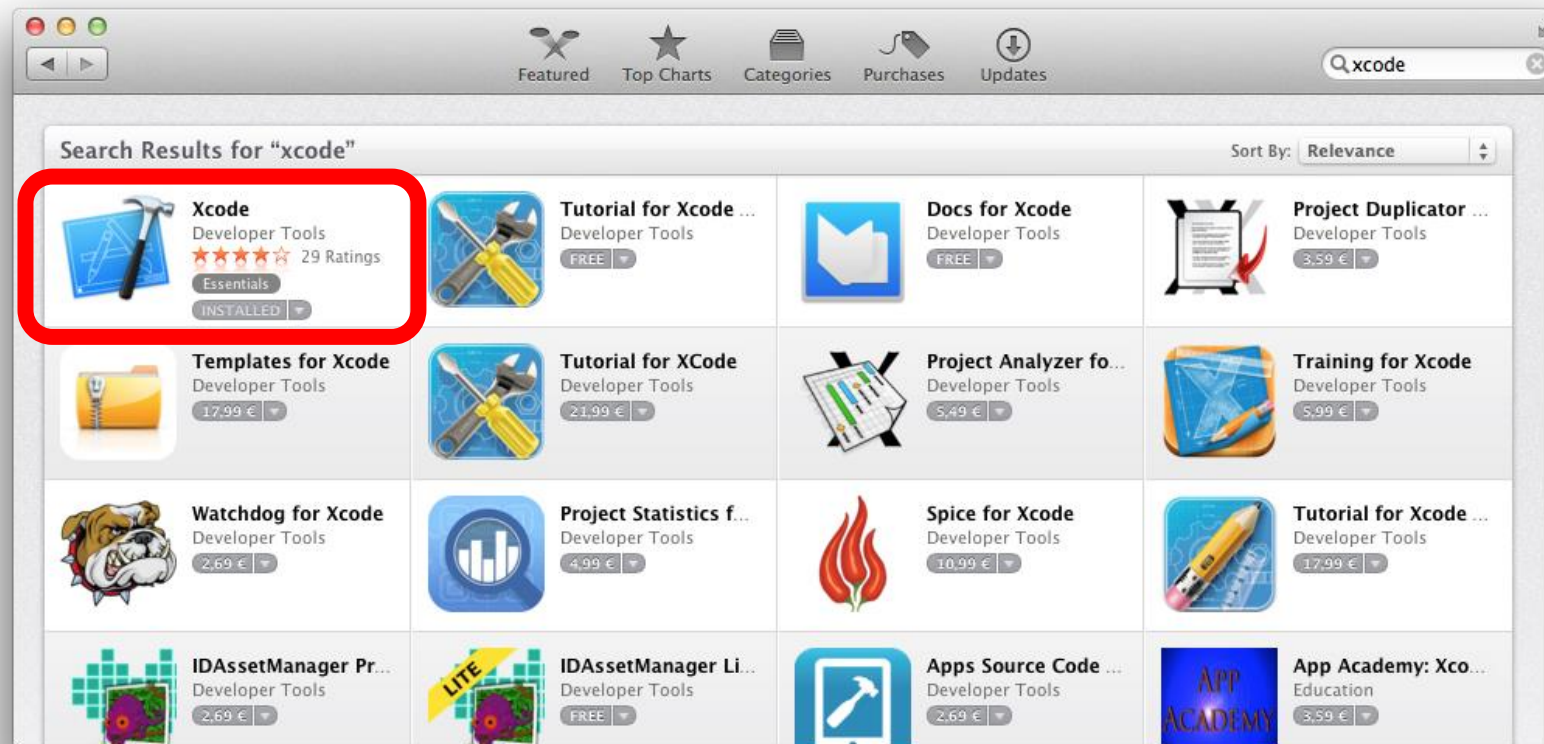 Featured Top Charts Categories Purchases Updates
xcode
Search Results for “xcode”
Sort By: Relevance
Xcode
Developer Tools
29 Ratings
Essentials
INSTALLED
Tutorial for Xcode ...
Developer Tools
FREE
Docs for Xcode
Developer Tools
FREE
Project Duplicator ...
Developer Tools
3,59 €
Templates for Xcode
Developer Tools
17,99 €
Tutorial for XCode
Developer Tools
21,99 €
Project Analyzer fo...
Developer Tools
5,49 €
Training for Xcode
Developer Tools
5,99 €
Watchdog for Xcode
Developer Tools
2,69 €
Project Statistics f...
Developer Tools
4,99 €
Spice for Xcode
Developer Tools
10,99 €
Tutorial for Xcode ...
Developer Tools
17,99 €
IDAssetManager Pr...
Developer Tools
2,69 €
LITE
IDAssetManager Li...
Developer Tools
FREE
Apps Source Code ...
Developer Tools
2,69 €
APP
ACADEMY
App Academy: Xco...
Education
3,59 €